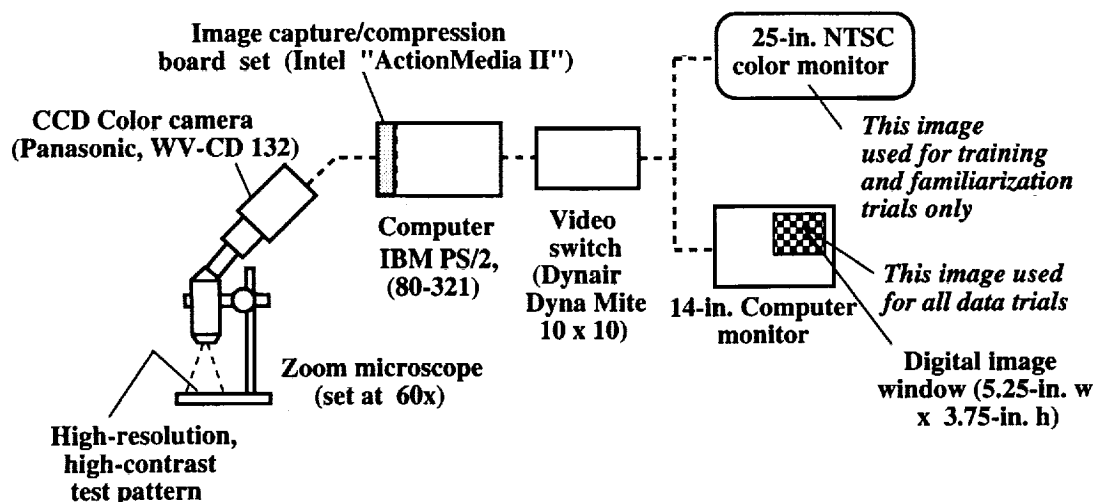 Image capture/compression
board set (Intel "ActionMedia II")
CCD Color camera
(Panasonic, WV-CD 132)
25-in. NTSC
color monitor
This image
used for training
and familiarization
trials only
Computer
IBM PS/2,
(80-321)
Video
switch
(Dynair
Dyna Mite
10 x 10)
This image used
for all data trials
14-in. Computer
monitor
Zoom microscope
(set at 60x)
Digital image
window (5.25-in. w
x 3.75-in. h)
High-resolution,
high-contrast
test pattern